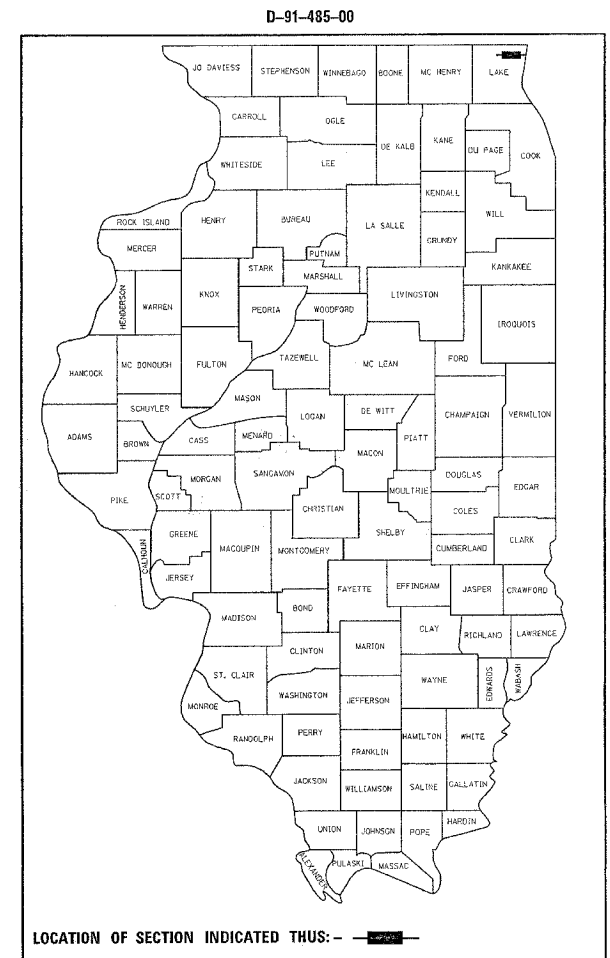 D-91-485-00
JO DAVIESS STEPHENSON WINNEBAGO BOONE MC HENRY LAKE
CARROLL OGLE
DE KALB KANE DU PAGE COOK
WHITESIDE LEE
KENDALL
ROCK ISLAND HENRY BUREAU LA SALLE WILL
GRUNDY
MERCER PUTNAM
STARK MARSHALL KANKAKEE
HENDERSON WARREN KNOX LIVINGSTON
PEORIA WOODFORD IROQUOIS
HANCOCK MC DONOUGH FULTON TAZEWELL MC LEAN FORD
MASON
SCHUYLER LOGAN DE WITT CHAMPAIGN VERMILION
ADAMS BROWN CASS MENARD MACON PIATT
MORGAN SANGAMON DOUGLAS
SCOTT MOULTRIE EDGAR
PIKE CHRISTIAN COLES
GREENE MACOUPIN MONTGOMERY SHELBY CUMBERLAND CLARK
CALHOUN
JERSEY FAYETTE EFFINGHAM JASPER CRAWFORD
MADISON BOND
CLAY RICHLAND LAWRENCE
CLINTON MARION
ST. CLAIR WAYNE EDWARDS WABASH
WASHINGTON JEFFERSON
MONROE
RANDOLPH PERRY HAMILTON WHITE
FRANKLIN
JACKSON WILLIAMSON SALINE GALLATIN
UNION JOHNSON POPE HARDIN
ALEXANDER PULASKI MASSAC
LOCATION OF SECTION INDICATED THUS:-